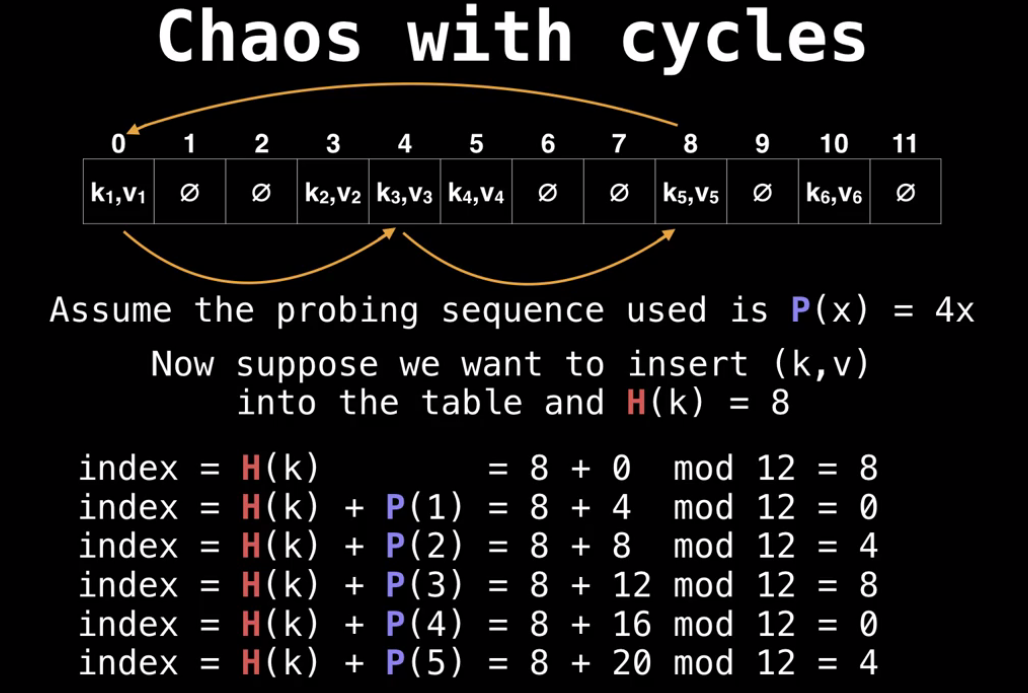 Chaos with cycles
0 1 2 3 4 5 6 7 8 9 10 11
k₁,v₁ ∅ ∅ k₂,v₂ k₃,v₃ k₄,v₄ ∅ ∅ k₅,v₅ ∅ k₆,v₆ ∅
Assume the probing sequence used is P(x) = 4x
Now suppose we want to insert (k,v)
into the table and H(k) = 8
index = H(k) = 8 + 0 mod 12 = 8
index = H(k) + P(1) = 8 + 4 mod 12 = 0
index = H(k) + P(2) = 8 + 8 mod 12 = 4
index = H(k) + P(3) = 8 + 12 mod 12 = 8
index = H(k) + P(4) = 8 + 16 mod 12 = 0
index = H(k) + P(5) = 8 + 20 mod 12 = 4